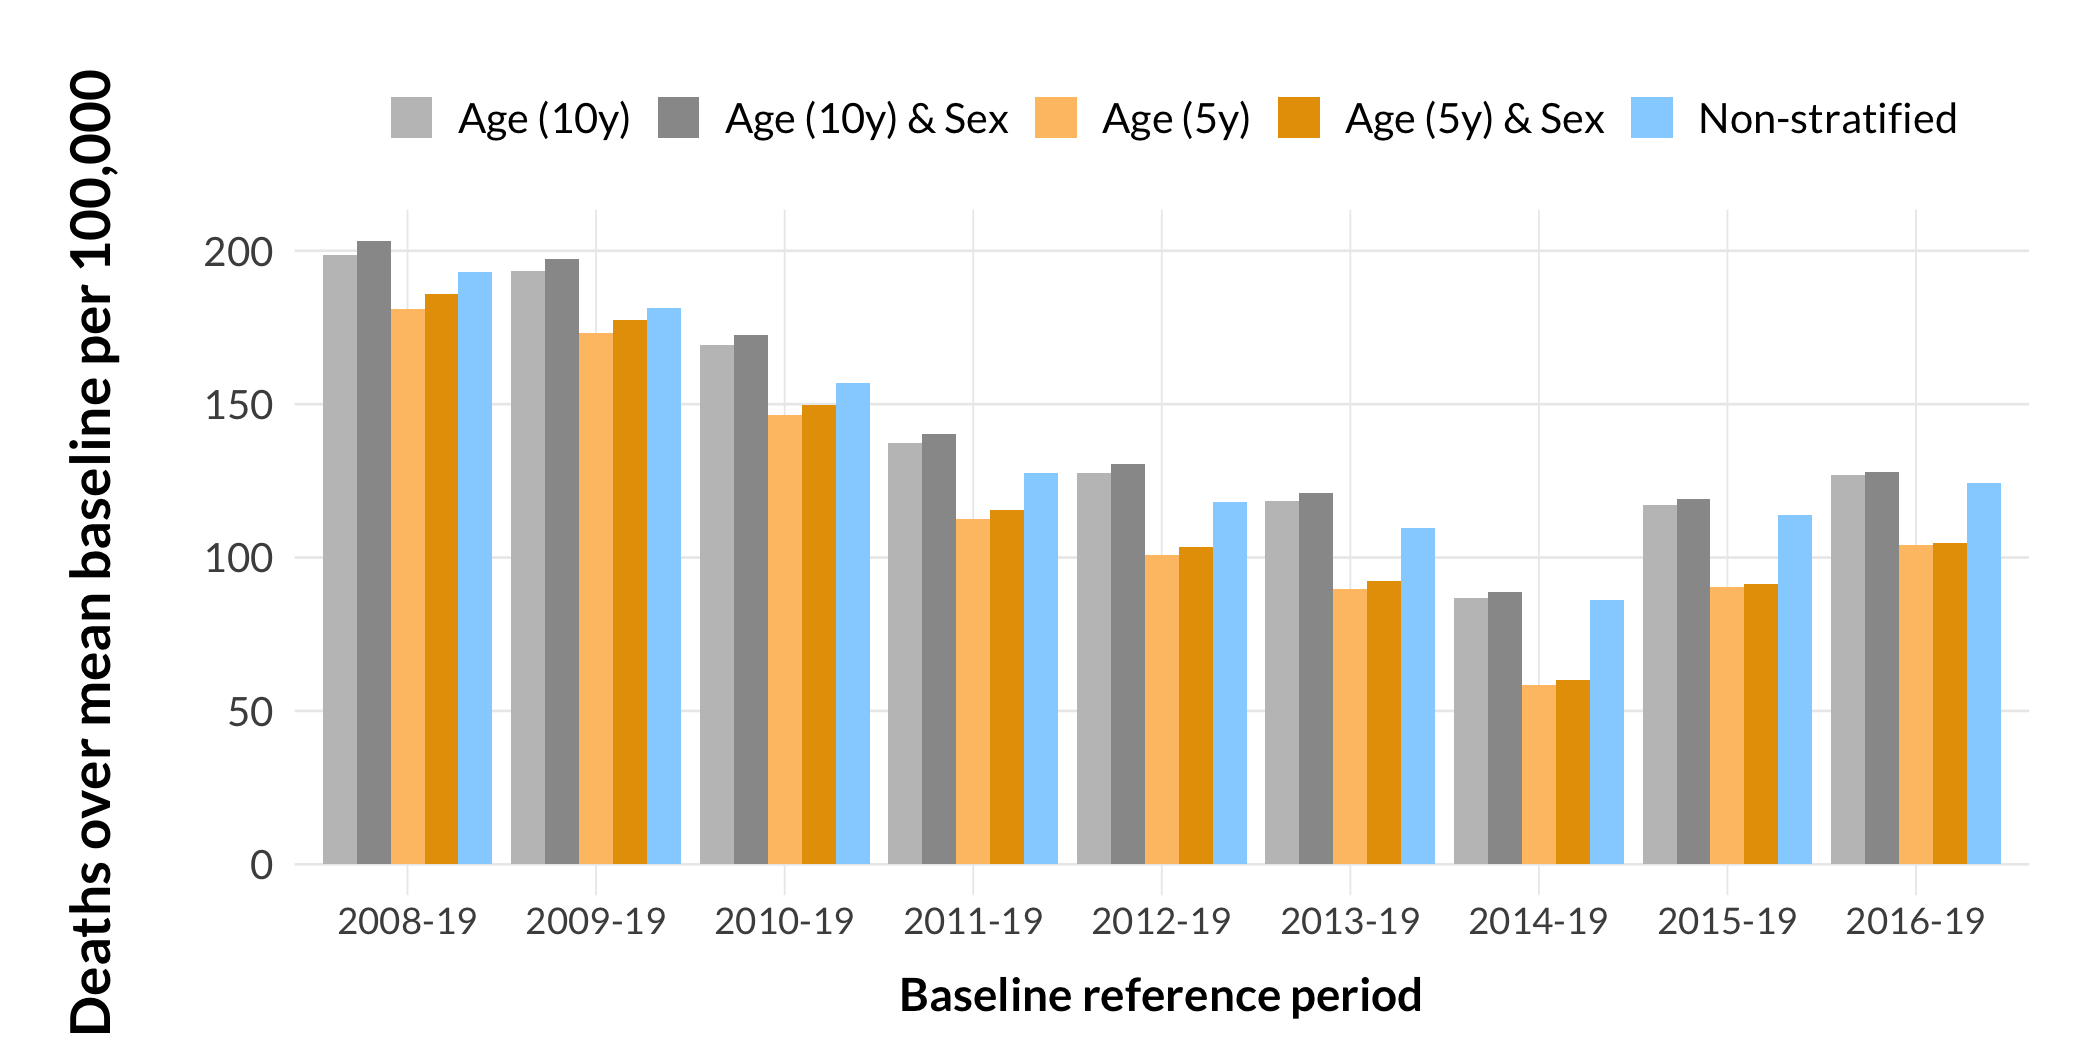 Deaths over mean baseline per 100,000
Age (10y) Age (10y) & Sex Age (5y) Age (5y) & Sex Non-stratified
200
150
100
50
0
2008-19 2009-19 2010-19 2011-19 2012-19 2013-19 2014-19 2015-19 2016-19
Baseline reference period